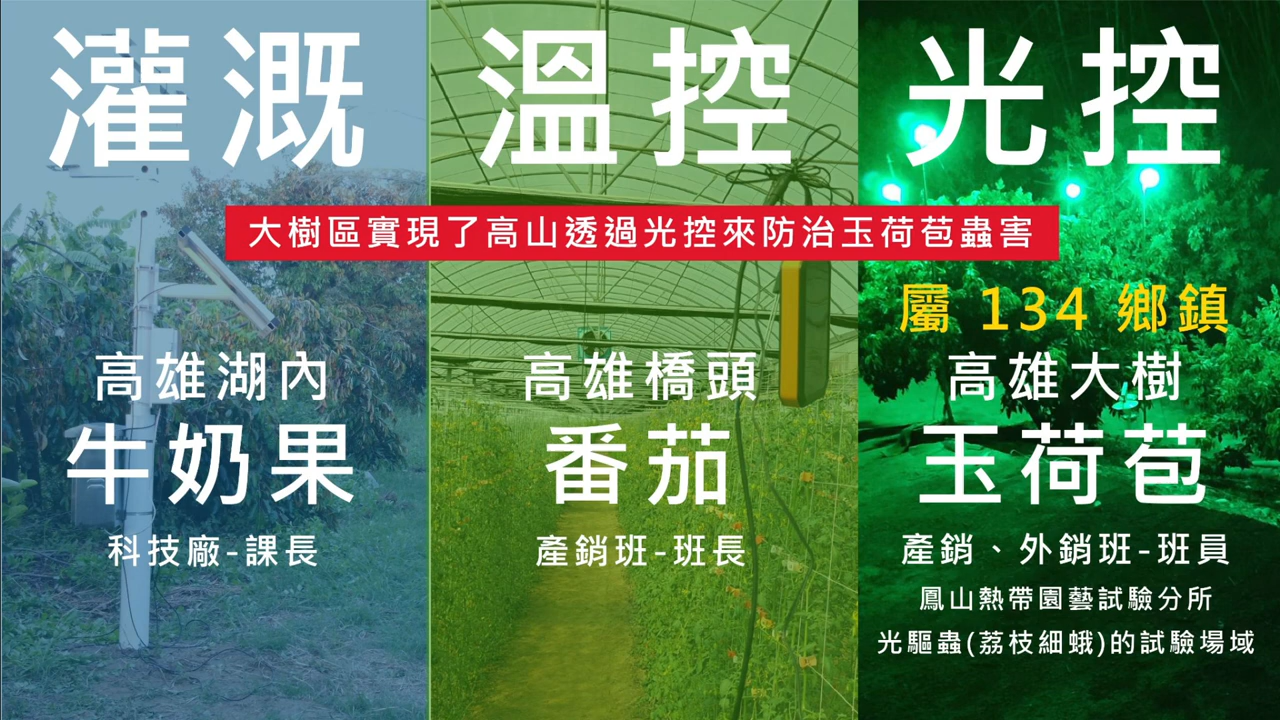 灌溉
溫控
光控
大樹區實現了高山透過光控來防治玉荷苞蟲害
高雄湖內
牛奶果
科技廠-課長
高雄橋頭
番茄
產銷班-班長
屬 134 鄉鎮
高雄大樹
玉荷苞
產銷、外銷班-班員
鳳山熱帶園藝試驗分所
光驅蟲(荔枝細蛾)的試驗場域